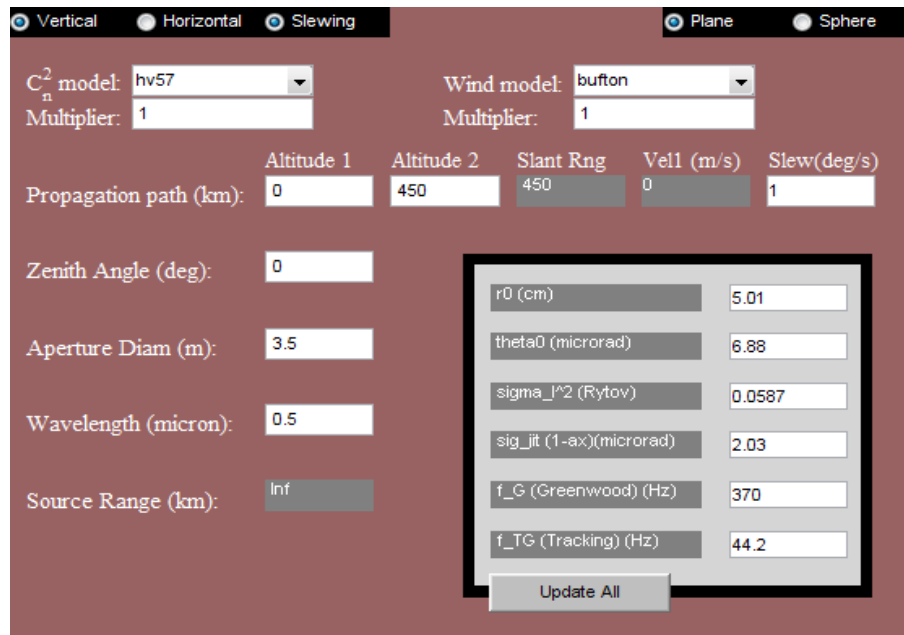 Vertical Horizontal Slewing Plane Sphere
C_n^2 model: hv57 Wind model: bufton
Multiplier: 1 Multiplier: 1
Altitude 1 Altitude 2 Slant Rng Vel1 (m/s) Slew(deg/s)
Propagation path (km): 0 450 450 0 1
Zenith Angle (deg): 0
r0 (cm) 5.01
Aperture Diam (m): 3.5
theta0 (microrad) 6.88
sigma_l^2 (Rytov) 0.0587
Wavelength (micron): 0.5
sig_jit (1-ax)(microrad) 2.03
Source Range (km): Inf
f_G (Greenwood) (Hz) 370
f_TG (Tracking) (Hz) 44.2
Update All